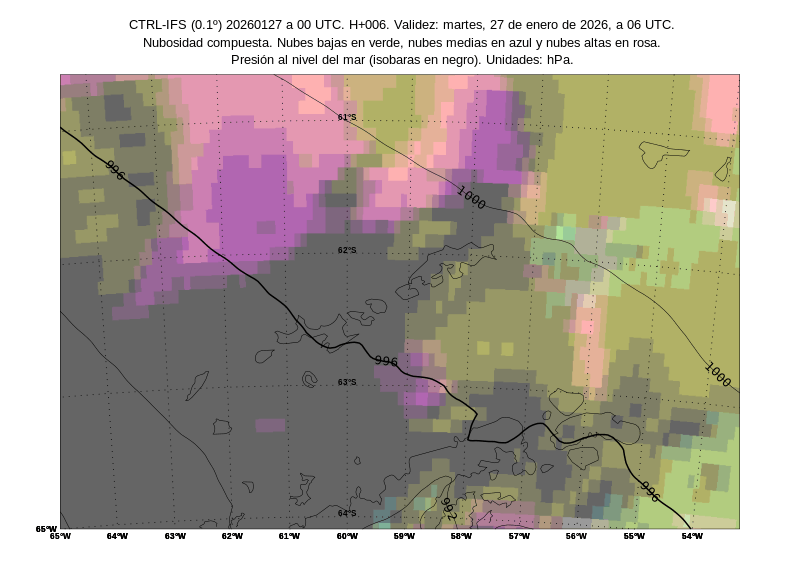 CTRL-IFS (0.1º) 20260127 a 00 UTC. H+006. Validez: martes, 27 de enero de 2026, a 06 UTC.
Nubosidad compuesta. Nubes bajas en verde, nubes medias en azul y nubes altas en rosa.
Presión al nivel del mar (isobaras en negro). Unidades: hPa.
61°S
996
1000
62°S
996
1000
63°S
996
992
64°S
65°W
65°W 64°W 63°W 62°W 61°W 60°W 59°W 58°W 57°W 56°W 55°W 54°W